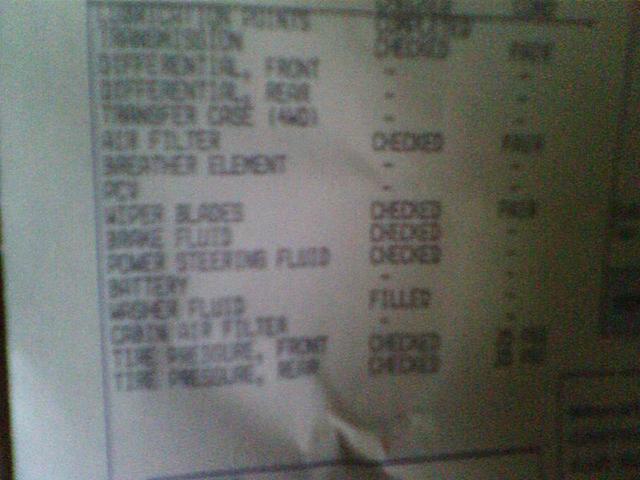 LUBRICATION POINTS COMPLETED
TRANSMISSION CHECKED
DIFFERENTIAL, FRONT - -
DIFFERENTIAL, REAR - -
TRANSFER CASE (4WD) - -
AIR FILTER CHECKED
BREATHER ELEMENT - -
PCV - -
WIPER BLADES CHECKED
BRAKE FLUID CHECKED -
POWER STEERING FLUID CHECKED -
BATTERY - -
WASHER FLUID FILLED -
CABIN AIR FILTER - -
TIRE PRESSURE, FRONT CHECKED
TIRE PRESSURE, REAR CHECKED